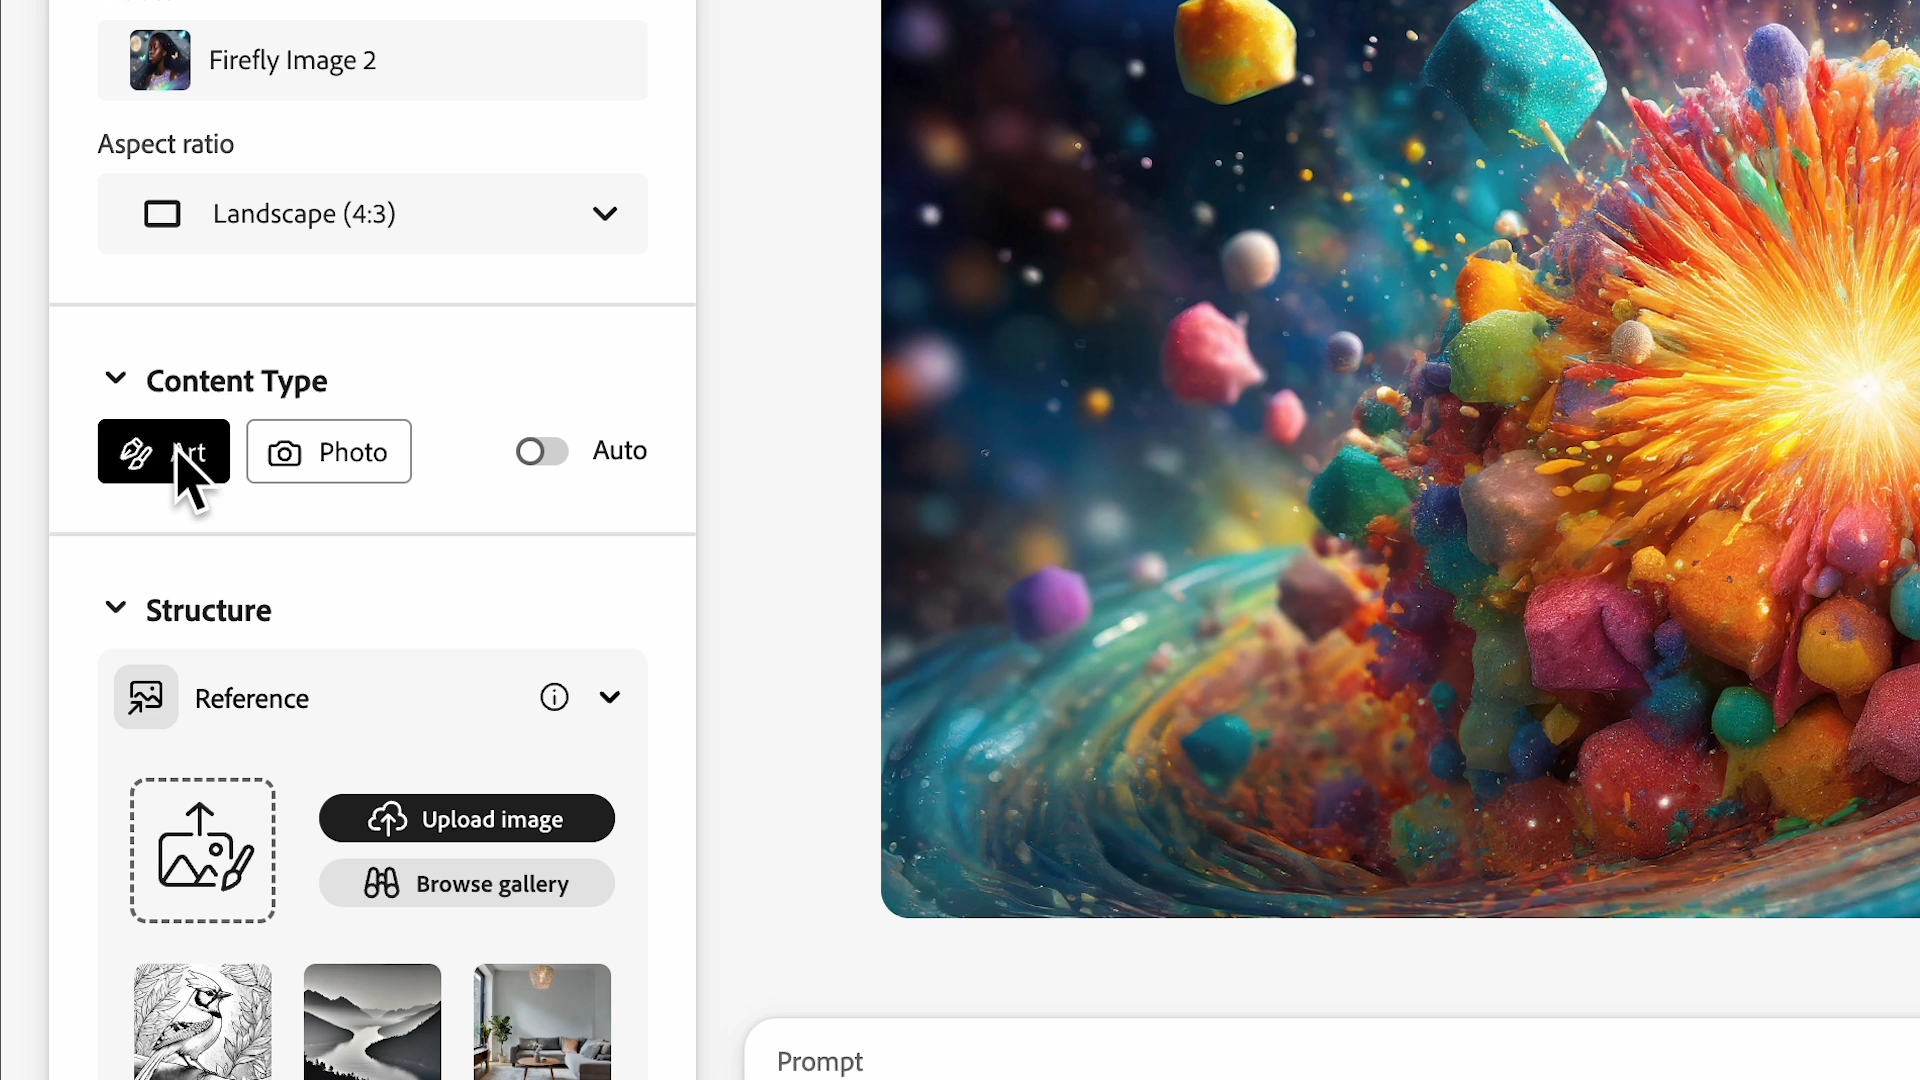 Firefly Image 2
Aspect ratio
Landscape (4:3)
Content Type
Art
Photo
Auto
Structure
Reference
Upload image
Browse gallery
Prompt